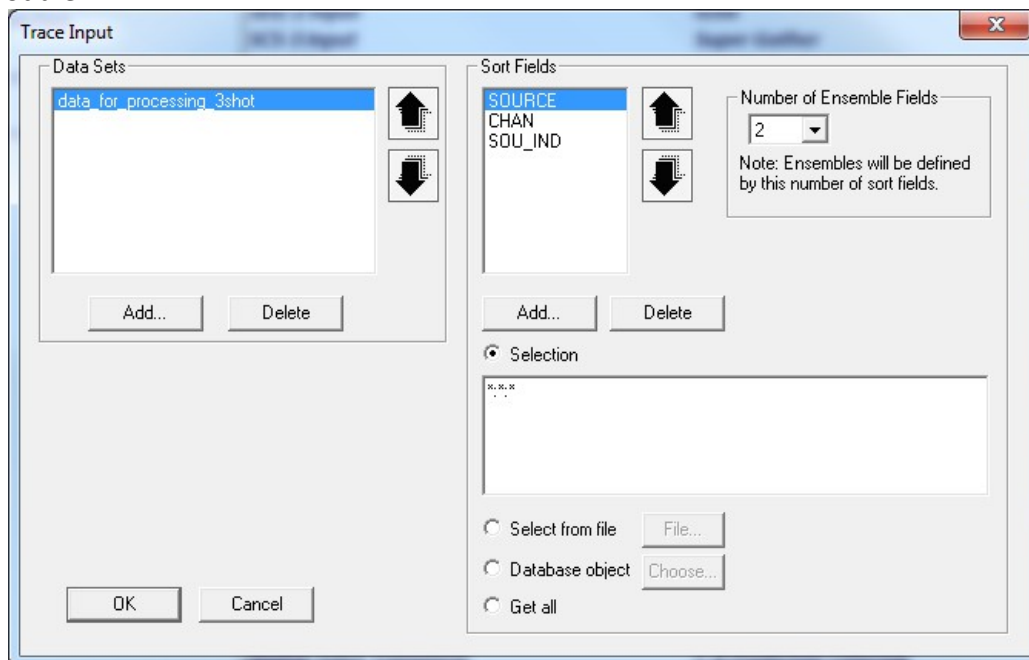 Trace Input
Data Sets
data_for_processing_3shot
Add...
Delete
OK
Cancel
Sort Fields
SOURCE
CHAN
SOU_IND
Number of Ensemble Fields
2
Note: Ensembles will be defined
by this number of sort fields.
Add...
Delete
Selection
*:*:*
Select from file
File...
Database object
Choose...
Get all